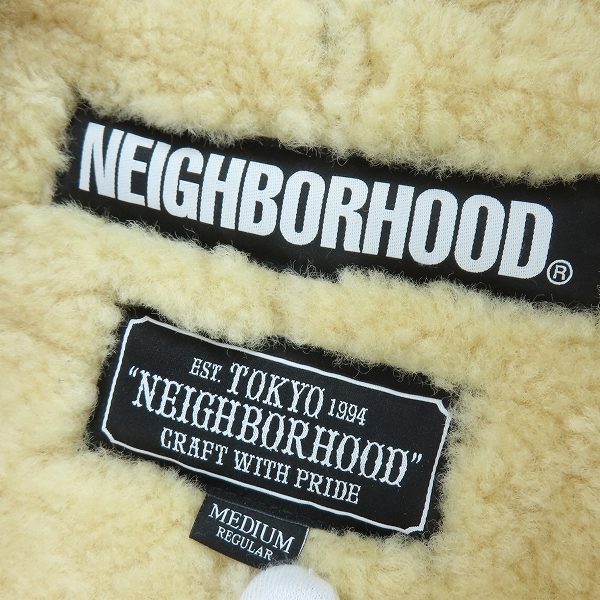 NEIGHBORHOOD®
EST. TOKYO 1994
"NEIGHBORHOOD"
CRAFT WITH PRIDE
MEDIUM
REGULAR